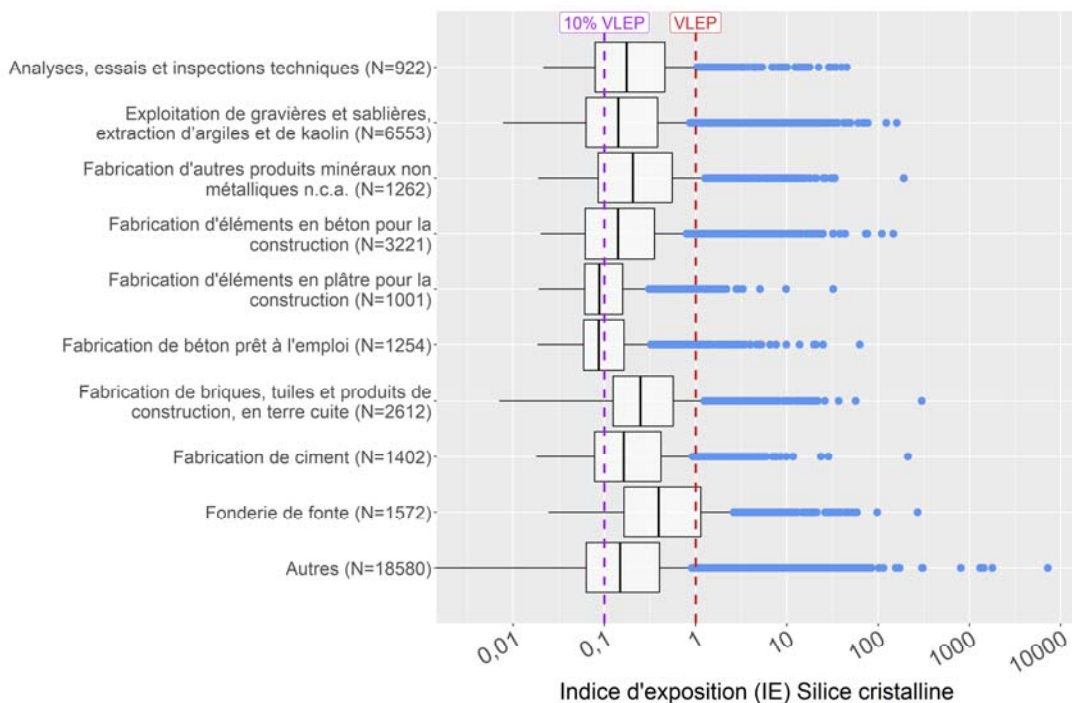 10% VLEP VLEP
Analyses, essais et inspections techniques (N=922)
Exploitation de gravières et sablières,
extraction d'argiles et de kaolin (N=6553)
Fabrication d'autres produits minéraux non
métalliques n.c.a. (N=1262)
Fabrication d'éléments en béton pour la
construction (N=3221)
Fabrication d'éléments en plâtre pour la
construction (N=1001)
Fabrication de béton prêt à l'emploi (N=1254)
Fabrication de briques, tuiles et produits de
construction, en terre cuite (N=2612)
Fabrication de ciment (N=1402)
Fonderie de fonte (N=1572)
Autres (N=18580)
0,01 0,1 1 10 100 1000 10000
Indice d'exposition (IE) Silice cristalline